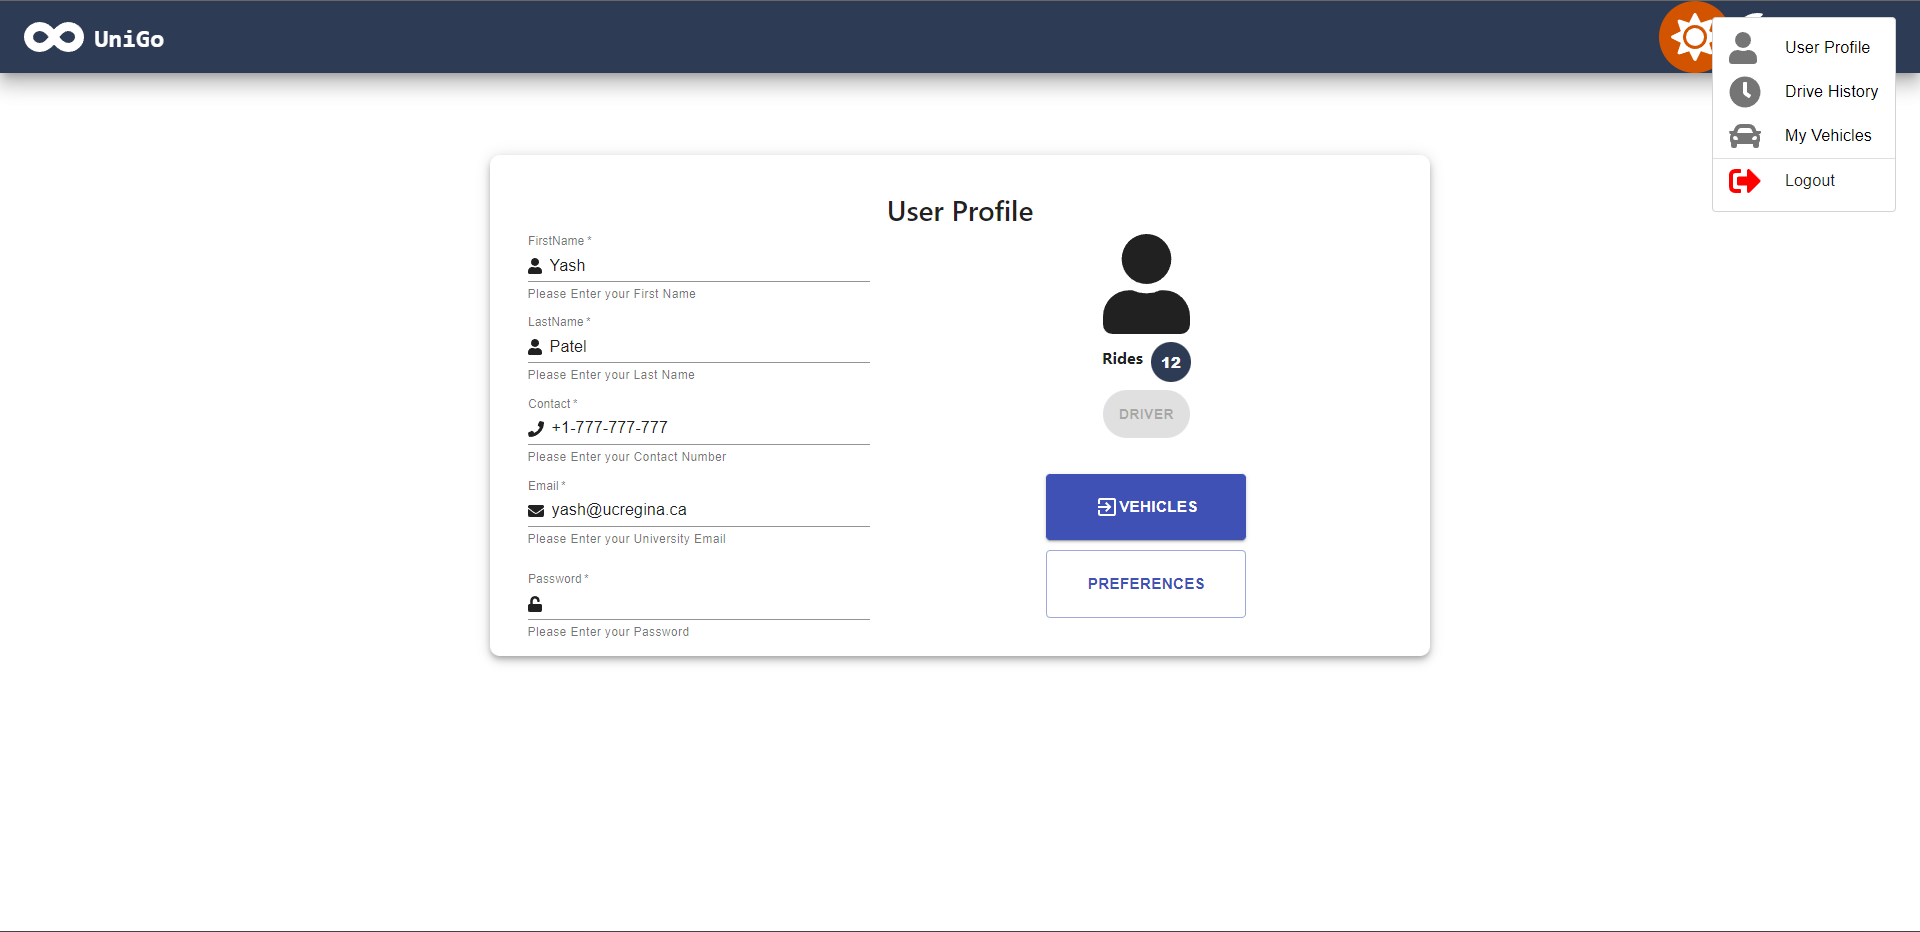 UniGo
User Profile
Drive History
My Vehicles
Logout
User Profile
FirstName *
Yash
Please Enter your First Name
LastName *
Patel
Please Enter your Last Name
Contact *
+1-777-777-777
Please Enter your Contact Number
Email *
yash@ucregina.ca
Please Enter your University Email
Password *
Please Enter your Password
Rides 12
DRIVER
VEHICLES
PREFERENCES